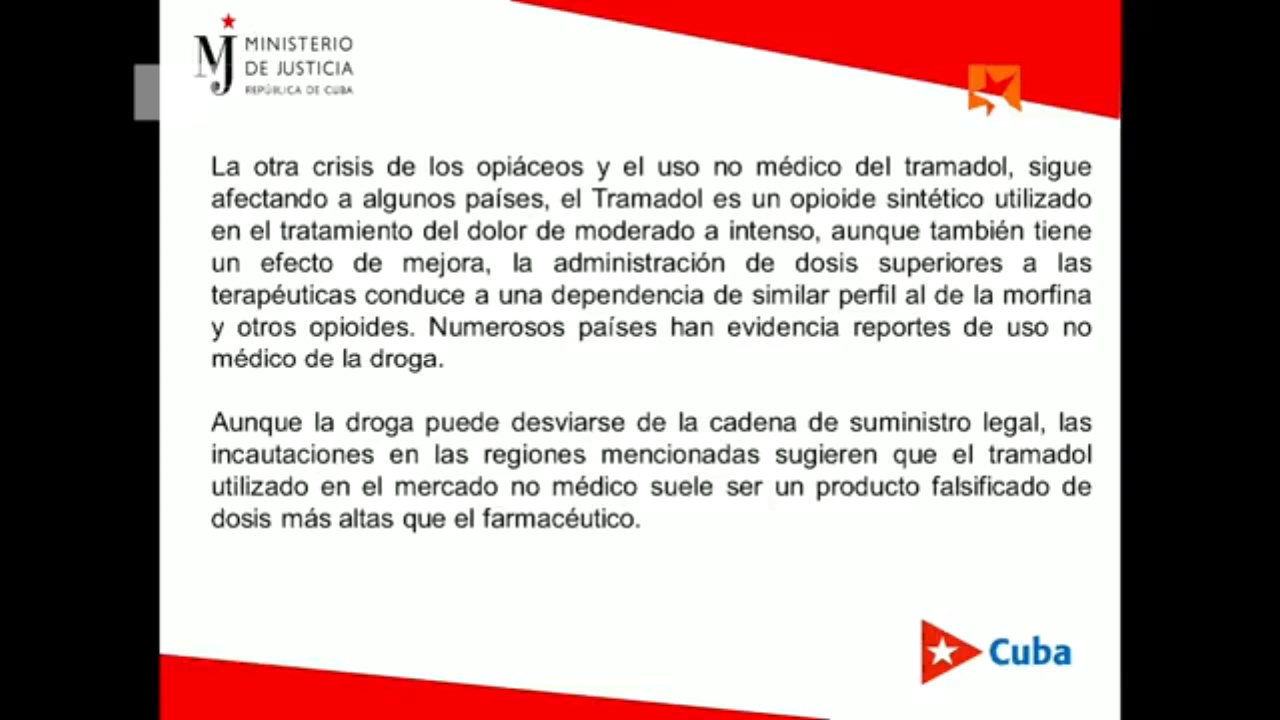 MINISTERIO
DE JUSTICIA
REPÚBLICA DE CUBA
La otra crisis de los opiáceos y el uso no médico del tramadol, sigue
afectando a algunos países, el Tramadol es un opioide sintético utilizado
en el tratamiento del dolor de moderado a intenso, aunque también tiene
un efecto de mejora, la administración de dosis superiores a las
terapéuticas conduce a una dependencia de similar perfil al de la morfina
y otros opioides. Numerosos países han evidencia reportes de uso no
médico de la droga.
Aunque la droga puede desviarse de la cadena de suministro legal, las
incautaciones en las regiones mencionadas sugieren que el tramadol
utilizado en el mercado no médico suele ser un producto falsificado de
dosis más altas que el farmacéutico.
Cuba